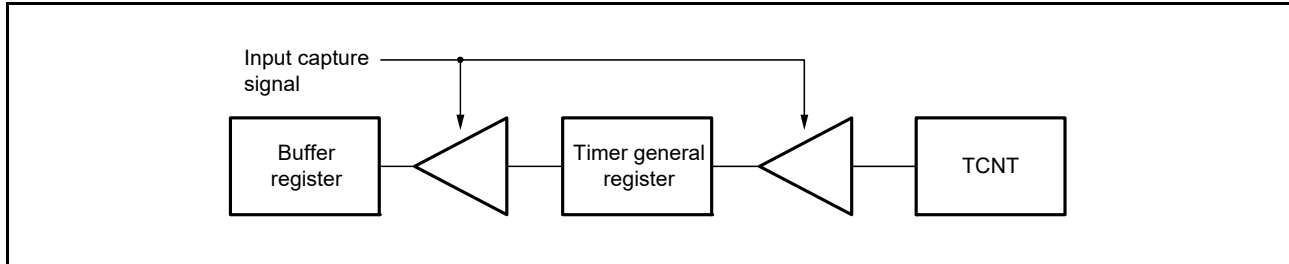 Input capture
signal
Buffer
register
Timer general
register
TCNT